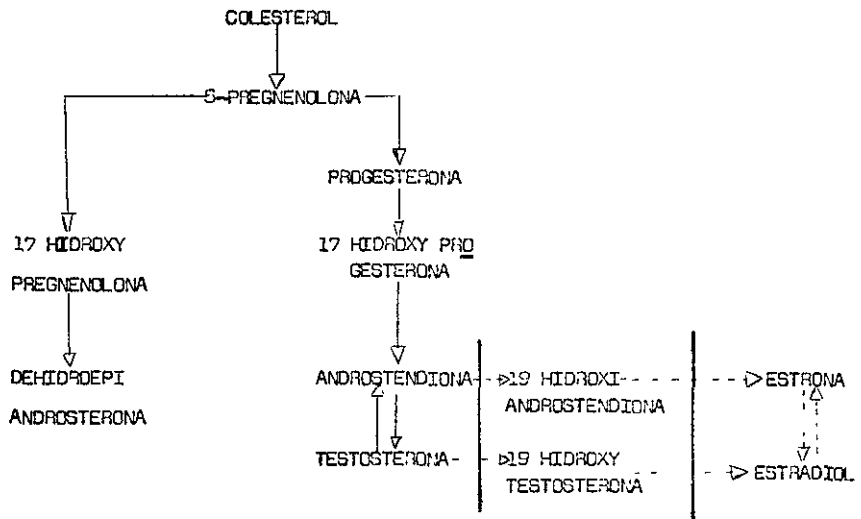 COLESTEROL
5-PREGNENOLONA
PROGESTERONA
17 HIDROXY
PREGNENOLONA
17 HIDROXY PRO
GESTERONA
DEHIDROEPI
ANDROSTERONA
ANDROSTENDIONA
19 HIDROXI
ANDROSTENDIONA
ESTRONA
TESTOSTERONA
19 HIDROXY
TESTOSTERONA
ESTRADIOL